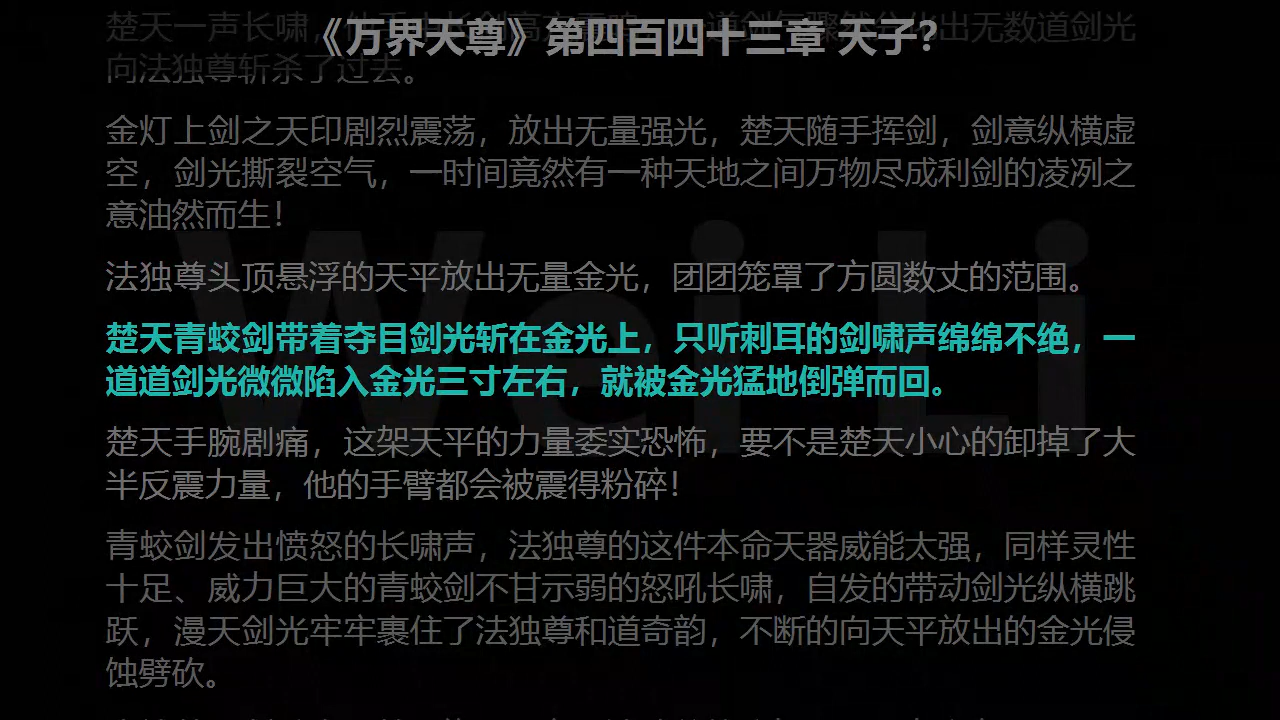 《万界天尊》第四百四十三章 天子？
楚天一声长啸，
道剑气骤然分化出无数道剑光
向法独尊斩杀了过去。
金灯上剑之天印剧烈震荡，放出无量强光，楚天随手挥剑，剑意纵横虚
空，剑光撕裂空气，一时间竟然有一种天地之间万物尽成利剑的凌冽之
意油然而生！
法独尊头顶悬浮的天平放出无量金光，团团笼罩了方圆数丈的范围。
楚天青蛟剑带着夺目剑光斩在金光上，只听刺耳的剑啸声绵绵不绝，一
道道剑光微微陷入金光三寸左右，就被金光猛地倒弹而回。
楚天手腕剧痛，这架天平的力量委实恐怖，要不是楚天小心的卸掉了大
半反震力量，他的手臂都会被震得粉碎！
青蛟剑发出愤怒的长啸声，法独尊的这件本命天器威能太强，同样灵性
十足、威力巨大的青蛟剑不甘示弱的怒吼长啸，自发的带动剑光纵横跳
跃，漫天剑光牢牢裹住了法独尊和道奇韵，不断的向天平放出的金光侵
蚀劈砍。
Wei Li